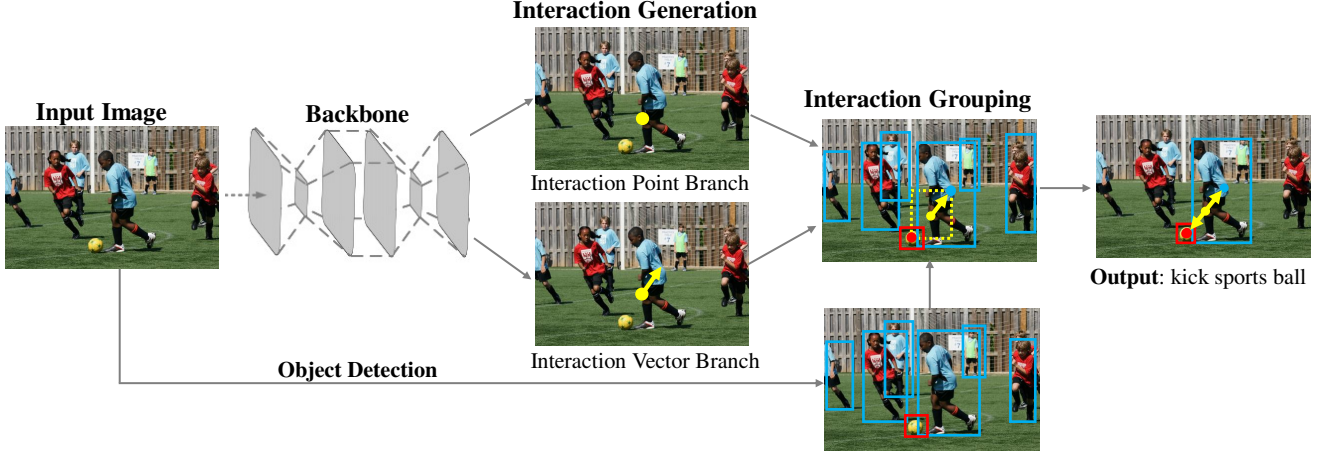 Interaction Generation
Input Image
Backbone
Interaction Point Branch
Interaction Grouping
Interaction Vector Branch
Object Detection
Output: kick sports ball